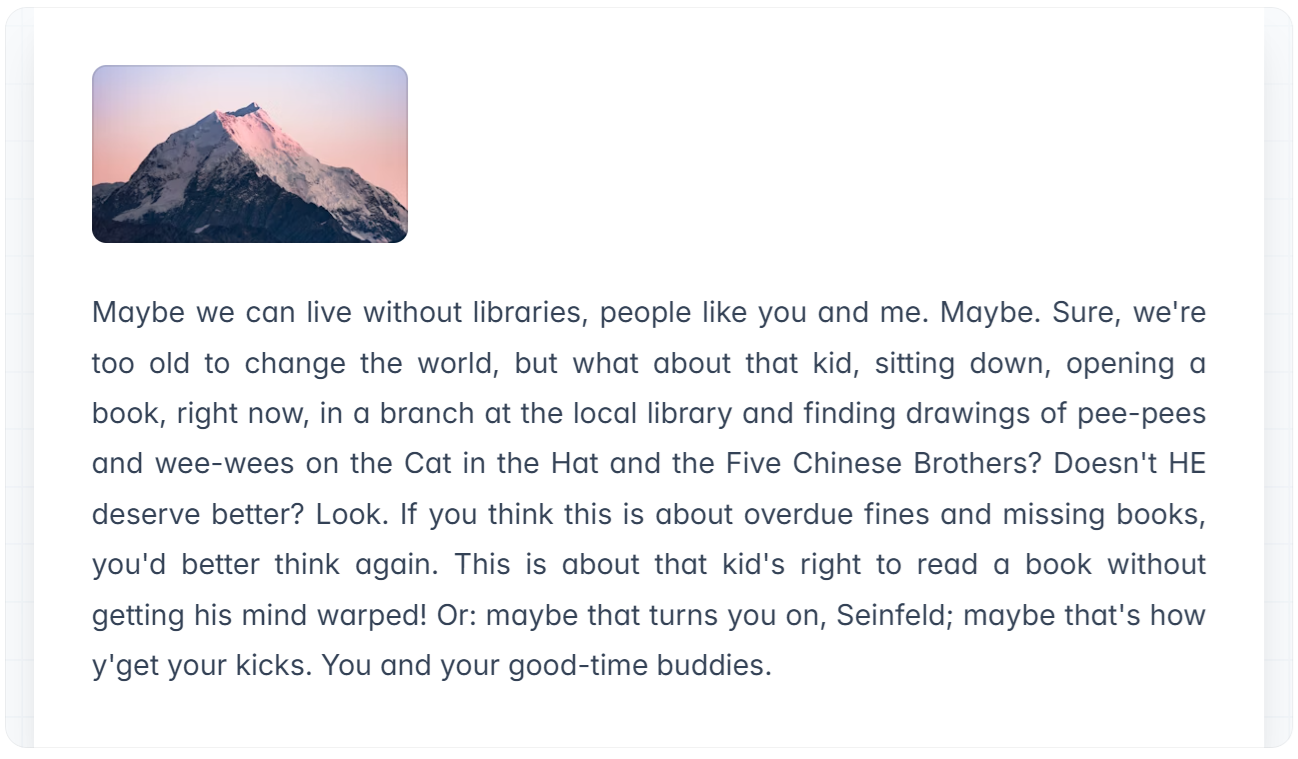 Maybe we can live without libraries, people like you and me. Maybe. Sure, we're
too old to change the world, but what about that kid, sitting down, opening a
book, right now, in a branch at the local library and finding drawings of pee-pees
and wee-wees on the Cat in the Hat and the Five Chinese Brothers? Doesn't HE
deserve better? Look. If you think this is about overdue fines and missing books,
you'd better think again. This is about that kid's right to read a book without
getting his mind warped! Or: maybe that turns you on, Seinfeld; maybe that's how
y'get your kicks. You and your good-time buddies.